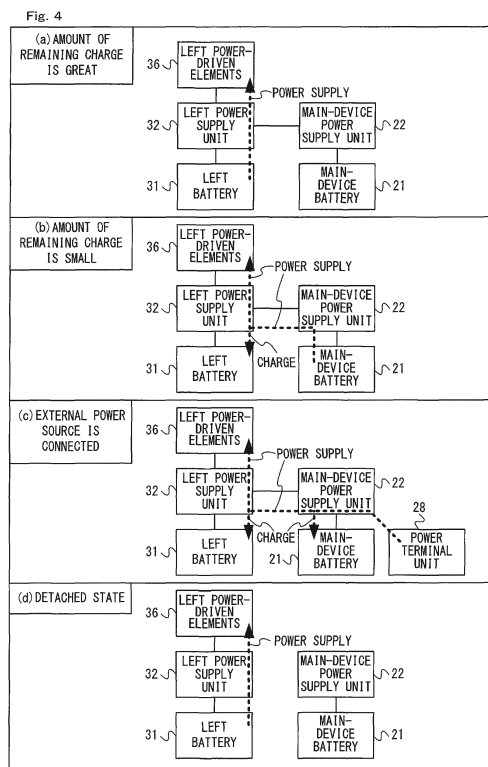 Fig. 4
(a) AMOUNT OF
REMAINING CHARGE
IS GREAT
36
LEFT POWER-
DRIVEN
ELEMENTS
POWER SUPPLY
32
LEFT POWER
SUPPLY
UNIT
MAIN-DEVICE
POWER
SUPPLY UNIT
22
31
LEFT
BATTERY
MAIN-
DEVICE
BATTERY
21
(b) AMOUNT OF
REMAINING CHARGE
IS SMALL
36
LEFT POWER-
DRIVEN
ELEMENTS
POWER SUPPLY
32
LEFT POWER
SUPPLY
UNIT
MAIN-DEVICE
POWER
SUPPLY UNIT
22
31
LEFT
BATTERY
CHARGE
MAIN-
DEVICE
BATTERY
21
(c) EXTERNAL POWER
SOURCE IS
CONNECTED
36
LEFT POWER-
DRIVEN
ELEMENTS
POWER SUPPLY
32
LEFT POWER
SUPPLY
UNIT
MAIN-DEVICE
POWER
SUPPLY UNIT
22
28
31
LEFT
BATTERY
CHARGE
21
MAIN-
DEVICE
BATTERY
POWER
TERMINAL
UNIT
(d) DETACHED STATE
36
LEFT POWER-
DRIVEN
ELEMENTS
POWER SUPPLY
32
LEFT POWER
SUPPLY
UNIT
MAIN-DEVICE
POWER
SUPPLY UNIT
22
31
LEFT
BATTERY
MAIN-
DEVICE
BATTERY
21